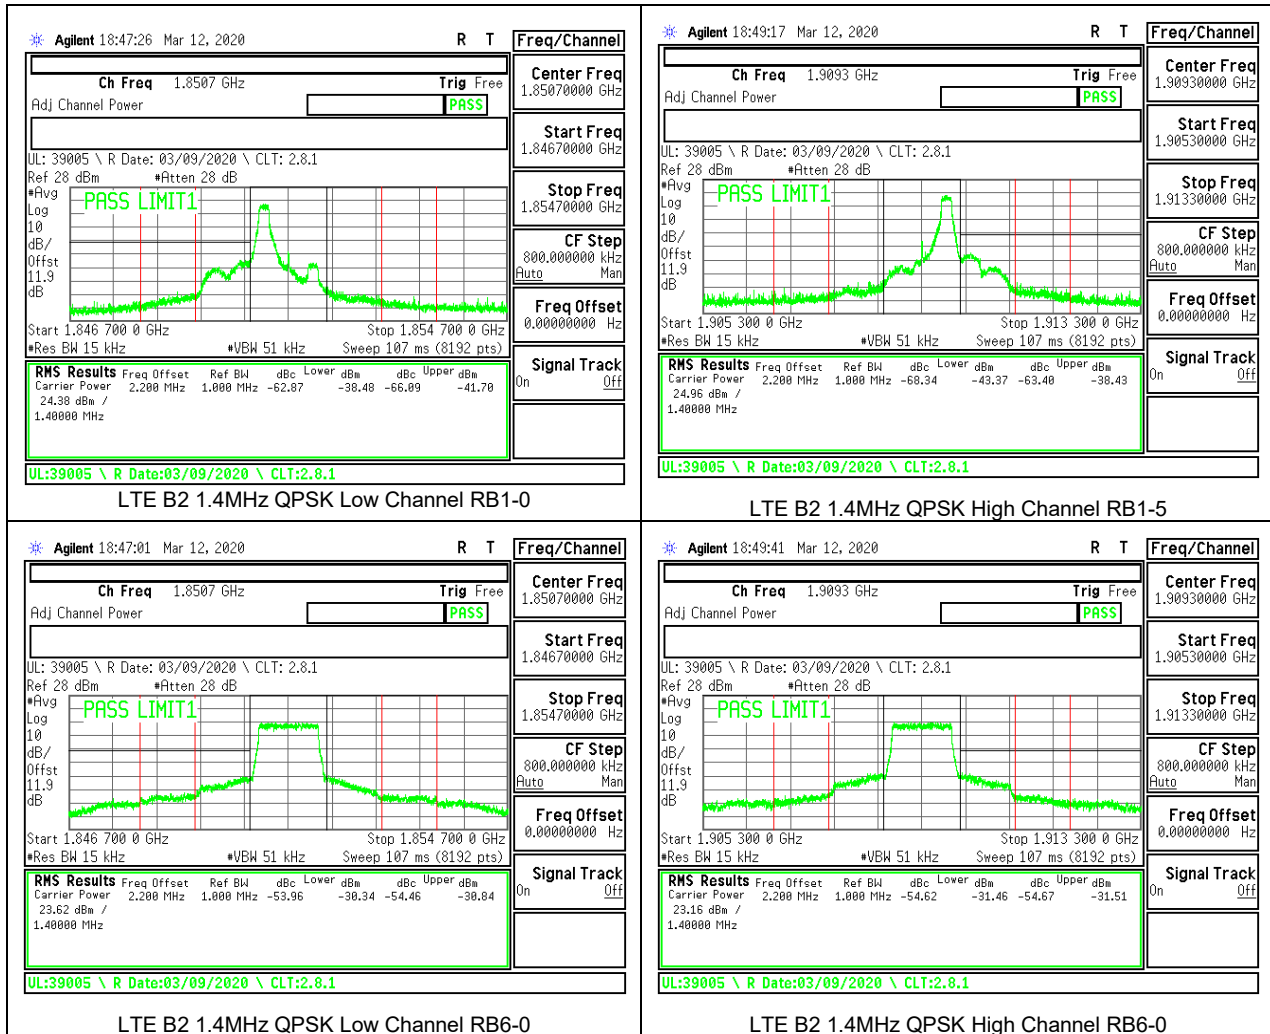 Agilent 18:47:26 Mar 12, 2020 R T
Freq/Channel
Ch Freq 1.8507 GHz Trig Free
Adj Channel Power PASS
UL: 39005 \ R Date: 03/09/2020 \ CLT: 2.8.1
Ref 28 dBm #Atten 28 dB
#Avg
Log
10
dB/
Offst
11.9
dB
PASS LIMIT1
Start 1.846 700 0 GHz Stop 1.854 700 0 GHz
#Res BW 15 kHz #VBW 51 kHz Sweep 107 ms (8192 pts)
RMS Results Freq Offset Ref BW dBc Lower dBm dBc Upper dBm
Carrier Power 2.200 MHz 1.000 MHz -62.87 -38.48 -66.09 -41.70
24.38 dBm /
1.40000 MHz
UL:39005 \ R Date:03/09/2020 \ CLT:2.8.1
Center Freq
1.85070000 GHz
Start Freq
1.84670000 GHz
Stop Freq
1.85470000 GHz
CF Step
800.000000 kHz
Auto Man
Freq Offset
0.00000000 Hz
Signal Track
On Off
LTE B2 1.4MHz QPSK Low Channel RB1-0
Agilent 18:49:17 Mar 12, 2020 R T
Freq/Channel
Ch Freq 1.9093 GHz Trig Free
Adj Channel Power PASS
UL: 39005 \ R Date: 03/09/2020 \ CLT: 2.8.1
Ref 28 dBm #Atten 28 dB
#Avg
Log
10
dB/
Offst
11.9
dB
PASS LIMIT1
Start 1.905 300 0 GHz Stop 1.913 300 0 GHz
#Res BW 15 kHz #VBW 51 kHz Sweep 107 ms (8192 pts)
RMS Results Freq Offset Ref BW dBc Lower dBm dBc Upper dBm
Carrier Power 2.200 MHz 1.000 MHz -68.34 -43.37 -63.40 -38.43
24.96 dBm /
1.40000 MHz
UL:39005 \ R Date:03/09/2020 \ CLT:2.8.1
Center Freq
1.90930000 GHz
Start Freq
1.90530000 GHz
Stop Freq
1.91330000 GHz
CF Step
800.000000 kHz
Auto Man
Freq Offset
0.00000000 Hz
Signal Track
On Off
LTE B2 1.4MHz QPSK High Channel RB1-5
Agilent 18:47:01 Mar 12, 2020 R T
Freq/Channel
Ch Freq 1.8507 GHz Trig Free
Adj Channel Power PASS
UL: 39005 \ R Date: 03/09/2020 \ CLT: 2.8.1
Ref 28 dBm #Atten 28 dB
#Avg
Log
10
dB/
Offst
11.9
dB
PASS LIMIT1
Start 1.846 700 0 GHz Stop 1.854 700 0 GHz
#Res BW 15 kHz #VBW 51 kHz Sweep 107 ms (8192 pts)
RMS Results Freq Offset Ref BW dBc Lower dBm dBc Upper dBm
Carrier Power 2.200 MHz 1.000 MHz -53.96 -30.34 -54.46 -30.84
23.62 dBm /
1.40000 MHz
UL:39005 \ R Date:03/09/2020 \ CLT:2.8.1
Center Freq
1.85070000 GHz
Start Freq
1.84670000 GHz
Stop Freq
1.85470000 GHz
CF Step
800.000000 kHz
Auto Man
Freq Offset
0.00000000 Hz
Signal Track
On Off
LTE B2 1.4MHz QPSK Low Channel RB6-0
Agilent 18:49:41 Mar 12, 2020 R T
Freq/Channel
Ch Freq 1.9093 GHz Trig Free
Adj Channel Power PASS
UL: 39005 \ R Date: 03/09/2020 \ CLT: 2.8.1
Ref 28 dBm #Atten 28 dB
#Avg
Log
10
dB/
Offst
11.9
dB
PASS LIMIT1
Start 1.905 300 0 GHz Stop 1.913 300 0 GHz
#Res BW 15 kHz #VBW 51 kHz Sweep 107 ms (8192 pts)
RMS Results Freq Offset Ref BW dBc Lower dBm dBc Upper dBm
Carrier Power 2.200 MHz 1.000 MHz -54.62 -31.46 -54.67 -31.51
23.16 dBm /
1.40000 MHz
UL:39005 \ R Date:03/09/2020 \ CLT:2.8.1
Center Freq
1.90930000 GHz
Start Freq
1.90530000 GHz
Stop Freq
1.91330000 GHz
CF Step
800.000000 kHz
Auto Man
Freq Offset
0.00000000 Hz
Signal Track
On Off
LTE B2 1.4MHz QPSK High Channel RB6-0